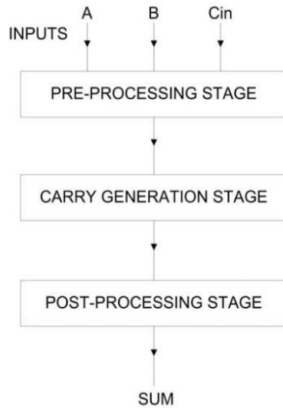 A B Cin
INPUTS
PRE-PROCESSING STAGE
CARRY GENERATION STAGE
POST-PROCESSING STAGE
SUM